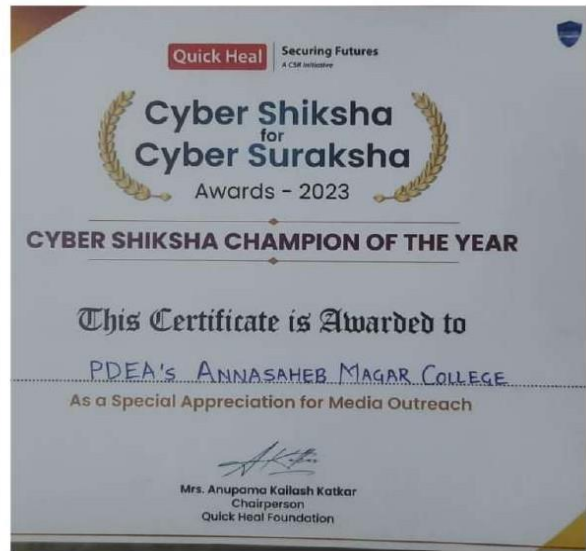 Quick Heal
Securing Futures
A CSR Initiative
Cyber Shiksha
for
Cyber Suraksha
Awards - 2023
CYBER SHIKSHA CHAMPION OF THE YEAR
This Certificate is Awarded to
PDEA's ANNASAHEB MAGAR COLLEGE
As a Special Appreciation for Media Outreach
Mrs. Anupama Kailash Katkar
Chairperson
Quick Heal Foundation